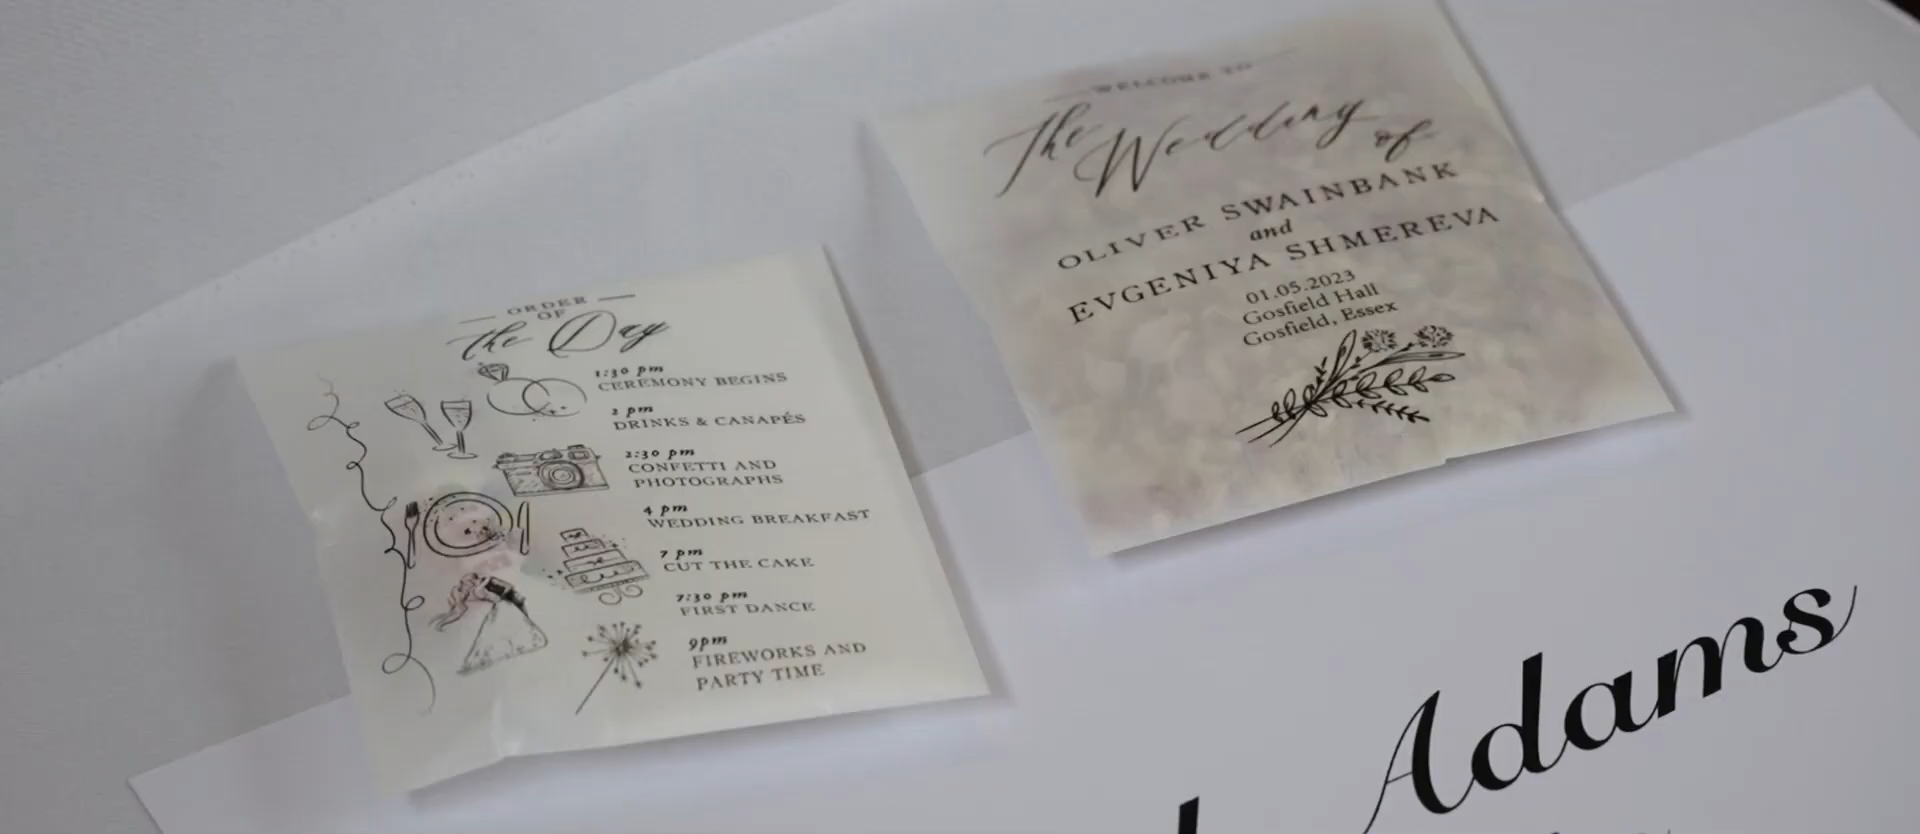 ORDER
OF
the Day
1:30 pm
CEREMONY BEGINS
2 pm
DRINKS & CANAPÉS
2:30 pm
CONFETTI AND
PHOTOGRAPHS
4 pm
WEDDING BREAKFAST
7 pm
CUT THE CAKE
7:30 pm
FIRST DANCE
9pm
FIREWORKS AND
PARTY TIME
WELCOME TO
The Wedding of
OLIVER SWAINBANK
and
EVGENIYA SHMEREVA
01.05.2023
Gosfield Hall
Gosfield, Essex
Adams